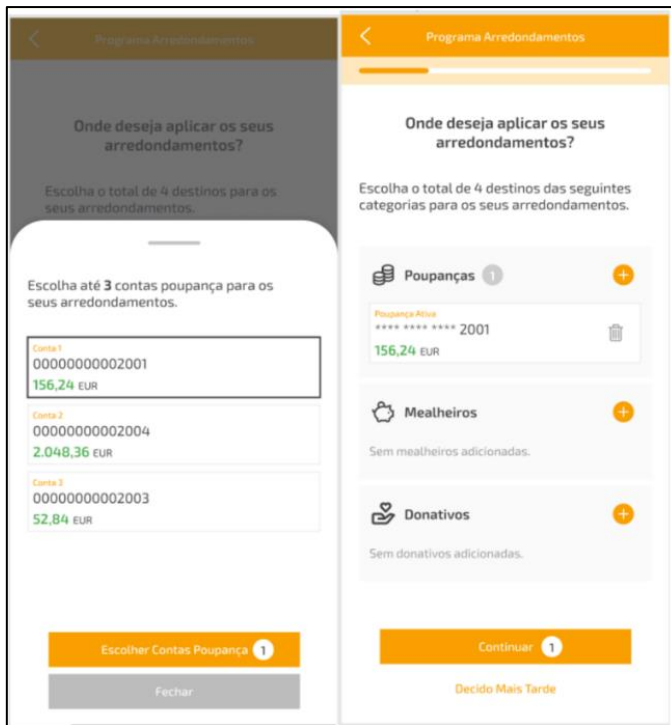 Programa Arredondamentos
Onde deseja aplicar os seus
arredondamentos?
Escolha o total de 4 destinos para os
seus arredondamentos.
Escolha até 3 contas poupança para os
seus arredondamentos.
Conta 1
00000000002001
156,24 EUR
Conta 2
00000000002004
2.048,36 EUR
Conta 3
00000000002003
52,84 EUR
Escolher Contas Poupança 1
Fechar
Programa Arredondamentos
Onde deseja aplicar os seus
arredondamentos?
Escolha o total de 4 destinos das seguintes
categorias para os seus arredondamentos.
Poupanças 1
Poupança Ativa
**** **** **** 2001
156,24 EUR
Mealheiros
Sem mealheiros adicionadas.
Donativos
Sem donativos adicionadas.
Continuar 1
Decido Mais Tarde